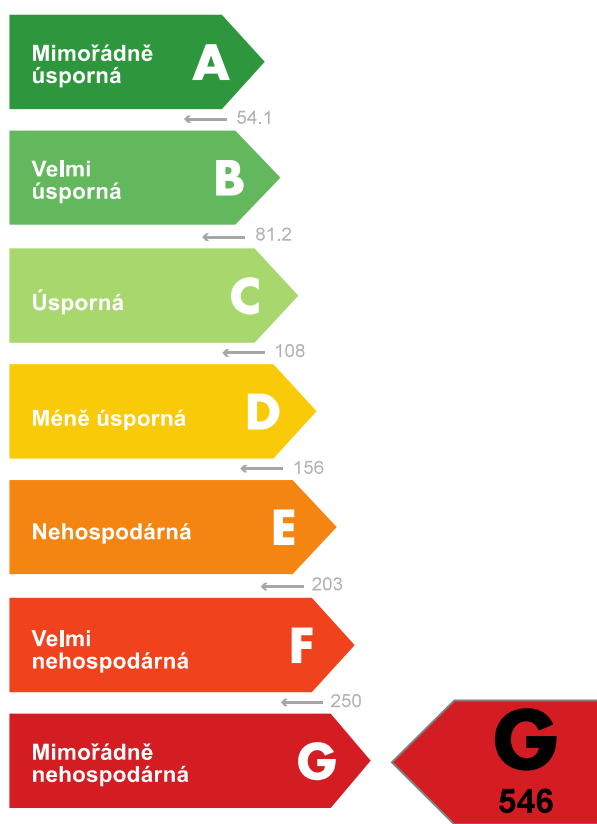 Mimořádně
úsporná
A
54.1
Velmi
úsporná
B
81.2
Úsporná
C
108
Méně úsporná
D
156
Nehospodárná
E
203
Velmi
nehospodárná
F
250
Mimořádně
nehospodárná
G
G
546